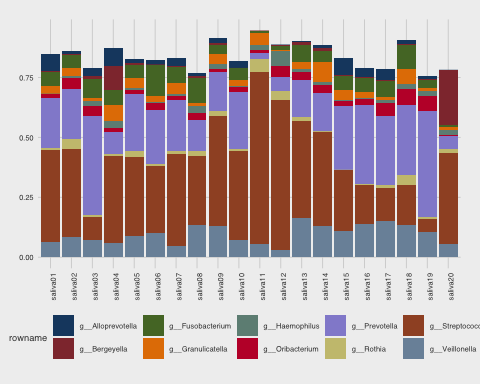 0.75
0.50
0.25
0.00
saliva01 saliva02 saliva03 saliva04 saliva05 saliva06 saliva07 saliva08 saliva09 saliva10 saliva11 saliva12 saliva13 saliva14 saliva15 saliva16 saliva17 saliva18 saliva19 saliva20
rowname
g__Alloprevotella g__Fusobacterium g__Haemophilus g__Prevotella g__Streptococc
g__Bergeyella g__Granulicatella g__Oribacterium g__Rothia g__Veillonella